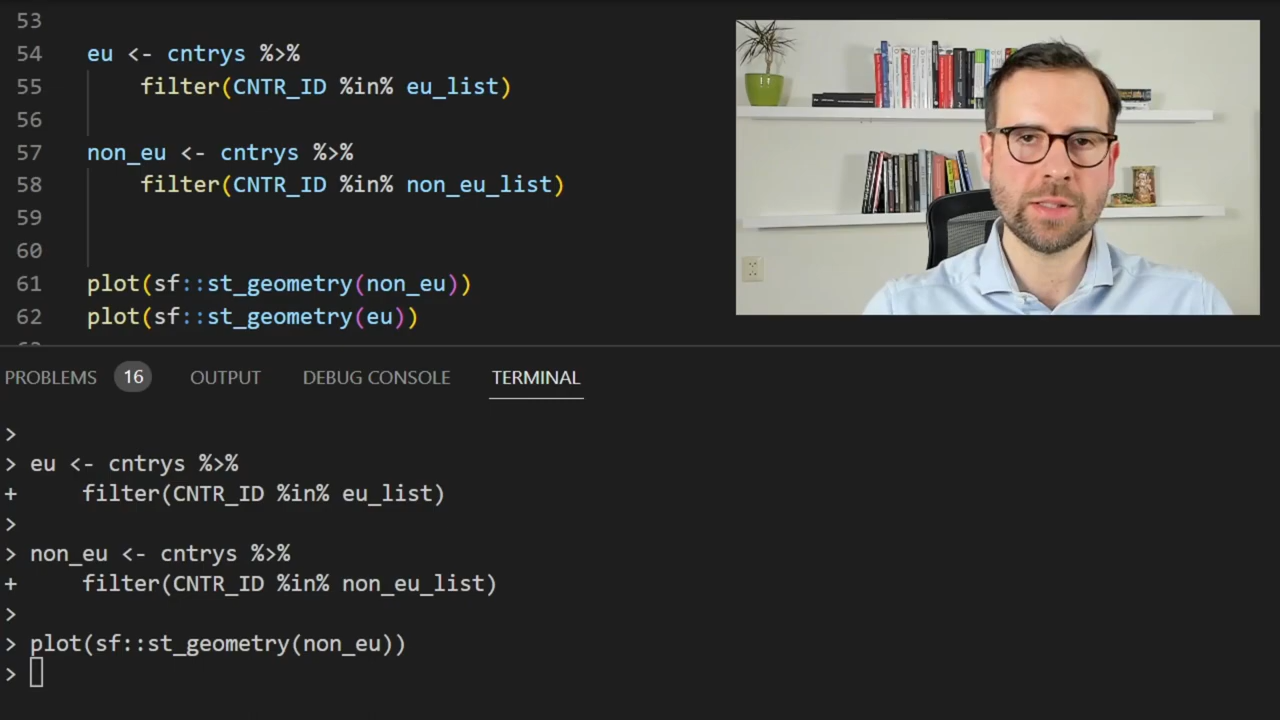 53
54 eu <- cntrys %>%
55 filter(CNTR_ID %in% eu_list)
56
57 non_eu <- cntrys %>%
58 filter(CNTR_ID %in% non_eu_list)
59
60
61 plot(sf::st_geometry(non_eu))
62 plot(sf::st_geometry(eu))
PROBLEMS 16 OUTPUT DEBUG CONSOLE TERMINAL
>
> eu <- cntrys %>%
+ filter(CNTR_ID %in% eu_list)
>
> non_eu <- cntrys %>%
+ filter(CNTR_ID %in% non_eu_list)
>
> plot(sf::st_geometry(non_eu))
>